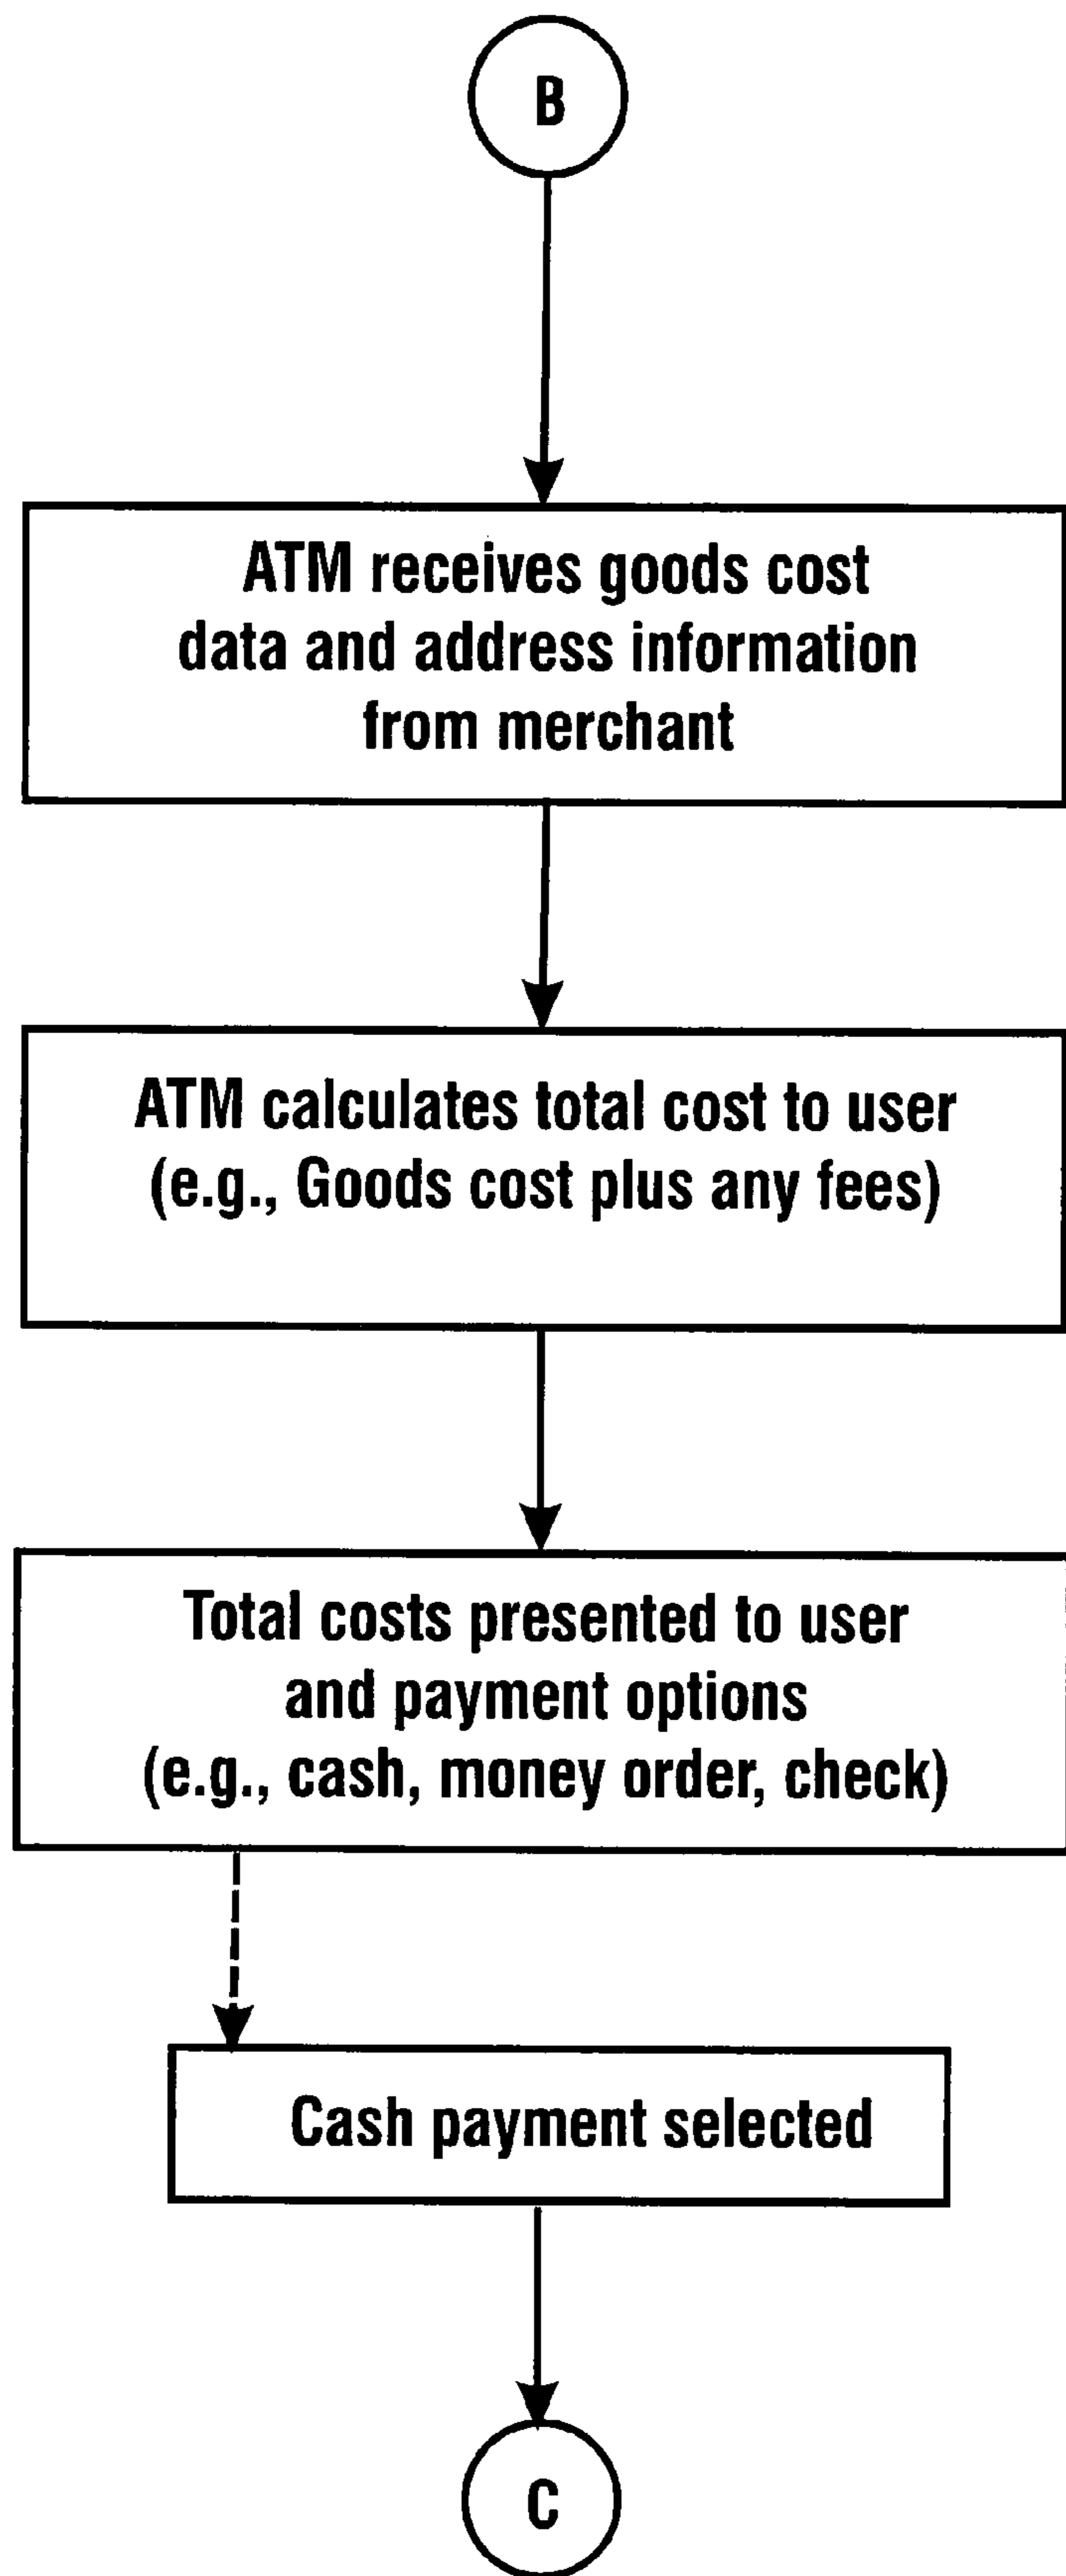 B
ATM receives goods cost
data and address information
from merchant
ATM calculates total cost to user
(e.g., Goods cost plus any fees)
Total costs presented to user
and payment options
(e.g., cash, money order, check)
Cash payment selected
C